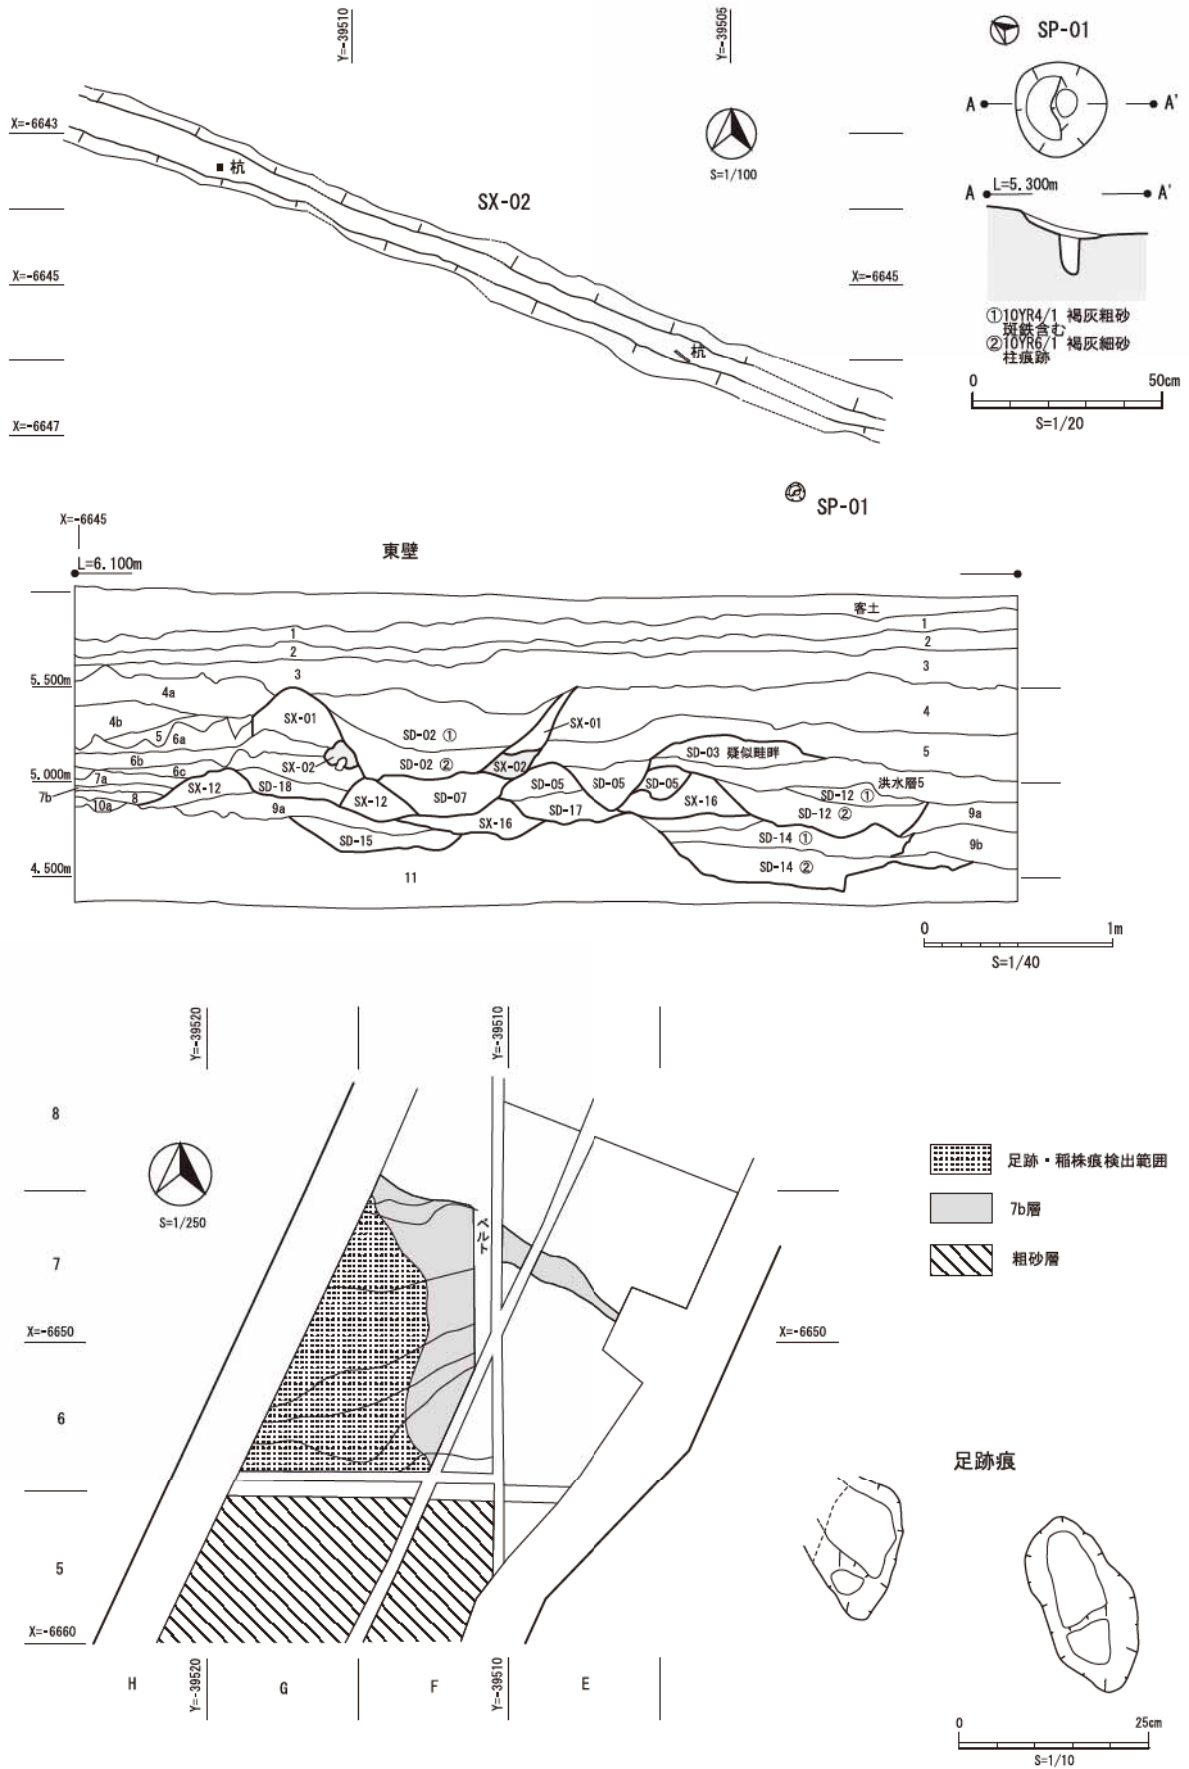 Y=-39510
Y=-39505
X=-6643
杭
SX-02
S=1/100
X=-6645
X=-6645
杭
X=-6647
SP-01
A A'
A L=5.300m A'
①10YR4/1 褐灰粗砂
斑鉄含む
②10YR6/1 褐灰細砂
柱痕跡
0 50cm
S=1/20
SP-01
X=-6645
L=6.100m
東壁
客土
1
1
2
2
3
3
5.500m
4a
SX-01
SX-01
4b
4
5
6a
SD-02 ①
SD-03 疑似畦畔
5
6b
SX-02
SD-02 ②
SX-02
5.000m
7a
6c
SX-12
SD-18
SD-05
SD-05
SD-05
洪水層5
7b
8
10a
9a
SX-12
SD-07
SD-17
SX-16
SX-16
SD-12 ①
SD-12 ②
9a
SD-15
SD-14 ①
9b
4.500m
11
SD-14 ②
0 1m
S=1/40
Y=-39520
Y=-39510
8
S=1/250
ベルト
7
X=-6650
X=-6650
6
5
X=-6660
H
Y=-39520
G
F
Y=-39510
E
足跡・稲株痕検出範囲
7b層
粗砂層
足跡痕
0 25cm
S=1/10